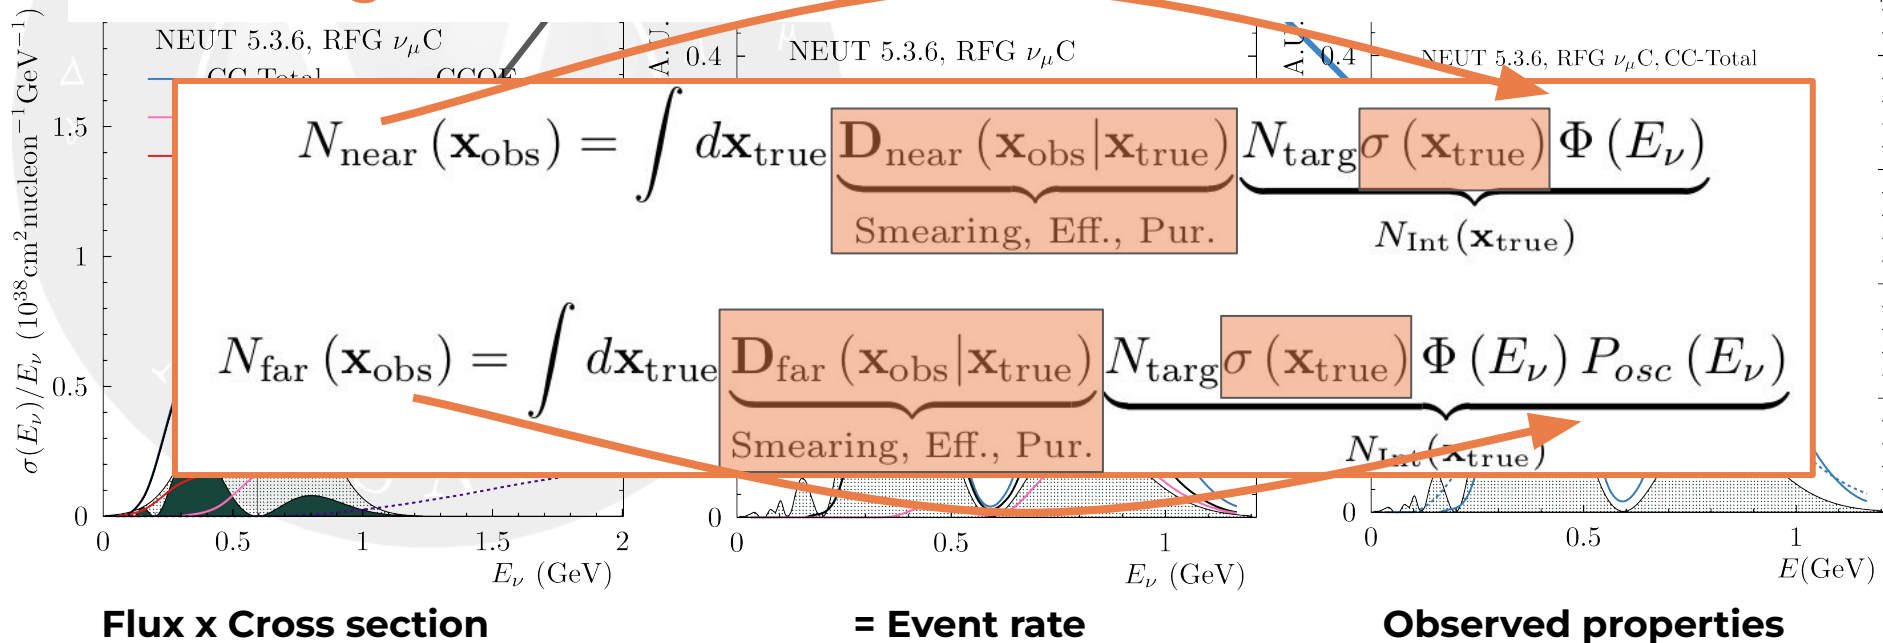 NEUT 5.3.6, RFG ν_μC
NEUT 5.3.6, RFG ν_μC
NEUT 5.3.6, RFG ν_μC, CC-Total
CC-Total CCQE
A.U.
A.U.
0.4
0.4
σ(E_ν)/E_ν (10^38 cm^2 nucleon^−1 GeV^−1)
1.5
1
0.5
0
0
0
N_near (x_obs) = ∫ dx_true D_near (x_obs|x_true) N_targ σ (x_true) Φ (E_ν)
Smearing, Eff., Pur.
N_Int(x_true)
N_far (x_obs) = ∫ dx_true D_far (x_obs|x_true) N_targ σ (x_true) Φ (E_ν) P_osc (E_ν)
Smearing, Eff., Pur.
N_Int(x_true)
0 0.5 1 1.5 2
0 0.5 1
0 0.5 1
E_ν (GeV)
E_ν (GeV)
E(GeV)
Flux x Cross section
= Event rate
Observed properties